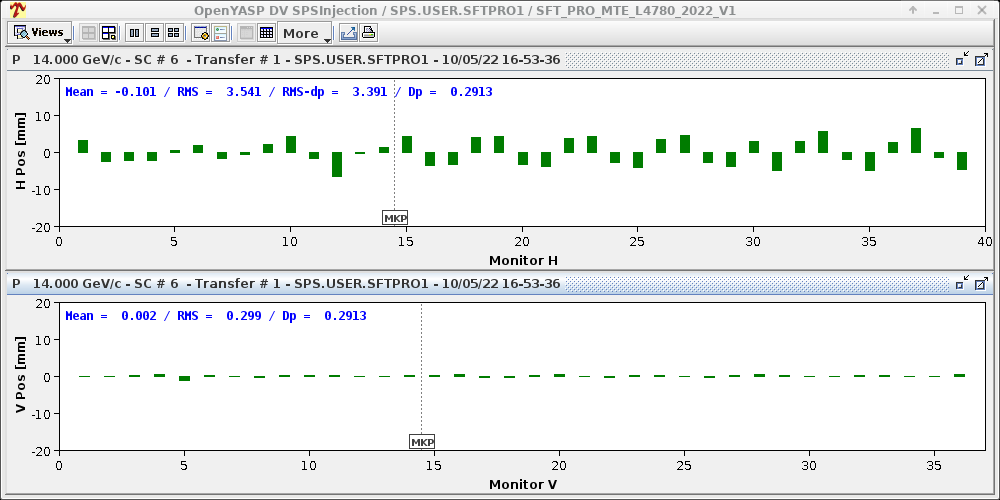 OpenYASP DV SPSInjection / SPS.USER.SFTPRO1 / SFT_PRO_MTE_L4780_2022_V1
Views More
P 14.000 GeV/c - SC # 6 - Transfer # 1 - SPS.USER.SFTPRO1 - 10/05/22 16-53-36
Mean = -0.101 / RMS = 3.541 / RMS-dp = 3.391 / Dp = 0.2913
H Pos [mm]
20
10
0
-10
-20
MKP
0 5 10 15 20 25 30 35 40
Monitor H
P 14.000 GeV/c - SC # 6 - Transfer # 1 - SPS.USER.SFTPRO1 - 10/05/22 16-53-36
Mean = 0.002 / RMS = 0.299 / Dp = 0.2913
V Pos [mm]
20
10
0
-10
-20
MKP
0 5 10 15 20 25 30 35
Monitor V